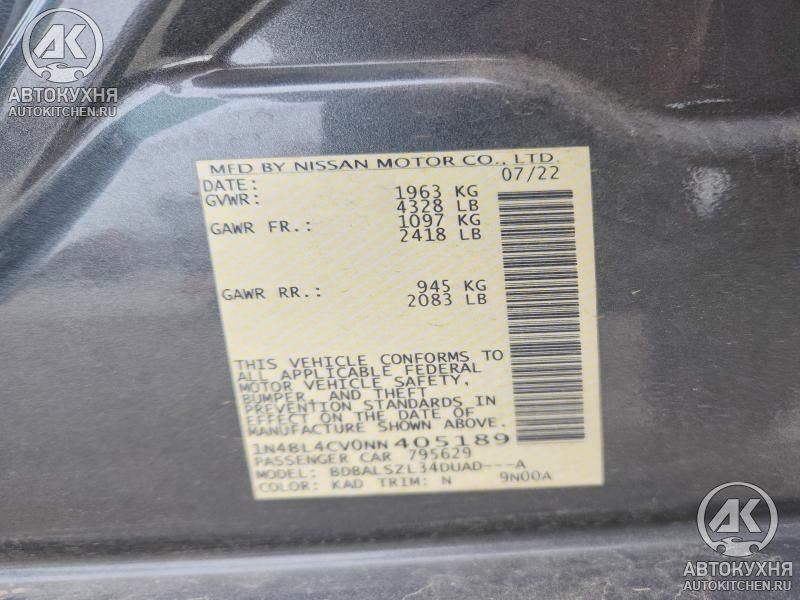 AK
АВТОКУХНЯ
AUTOKITCHEN.RU
MFD BY NISSAN MOTOR CO., LTD.
DATE: 07/22
GVWR: 1963 KG
4328 LB
GAWR FR.: 1097 KG
2418 LB
GAWR RR.: 945 KG
2083 LB
THIS VEHICLE CONFORMS TO
ALL APPLICABLE FEDERAL
MOTOR VEHICLE SAFETY,
BUMPER, AND THEFT
PREVENTION STANDARDS IN
EFFECT ON THE DATE OF
MANUFACTURE SHOWN ABOVE.
1N4BL4CV0NN405189
PASSENGER CAR 795629
MODEL: BDBALSZL34DUAD---A
COLOR: KAD TRIM: N 9N00A
AK
АВТОКУХНЯ
AUTOKITCHEN.RU